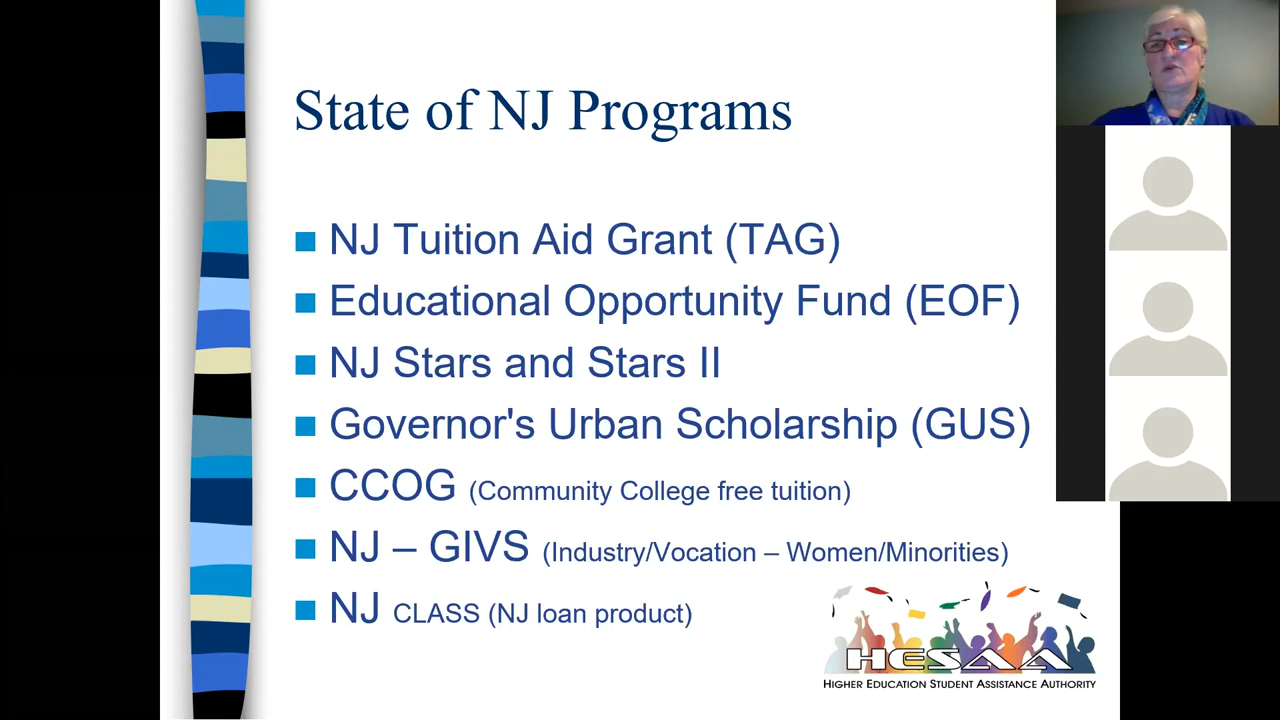 State of NJ Programs
NJ Tuition Aid Grant (TAG)
Educational Opportunity Fund (EOF)
NJ Stars and Stars II
Governor's Urban Scholarship (GUS)
CCOG (Community College free tuition)
NJ – GIVS (Industry/Vocation – Women/Minorities)
NJ CLASS (NJ loan product)
HESAA
HIGHER EDUCATION STUDENT ASSISTANCE AUTHORITY